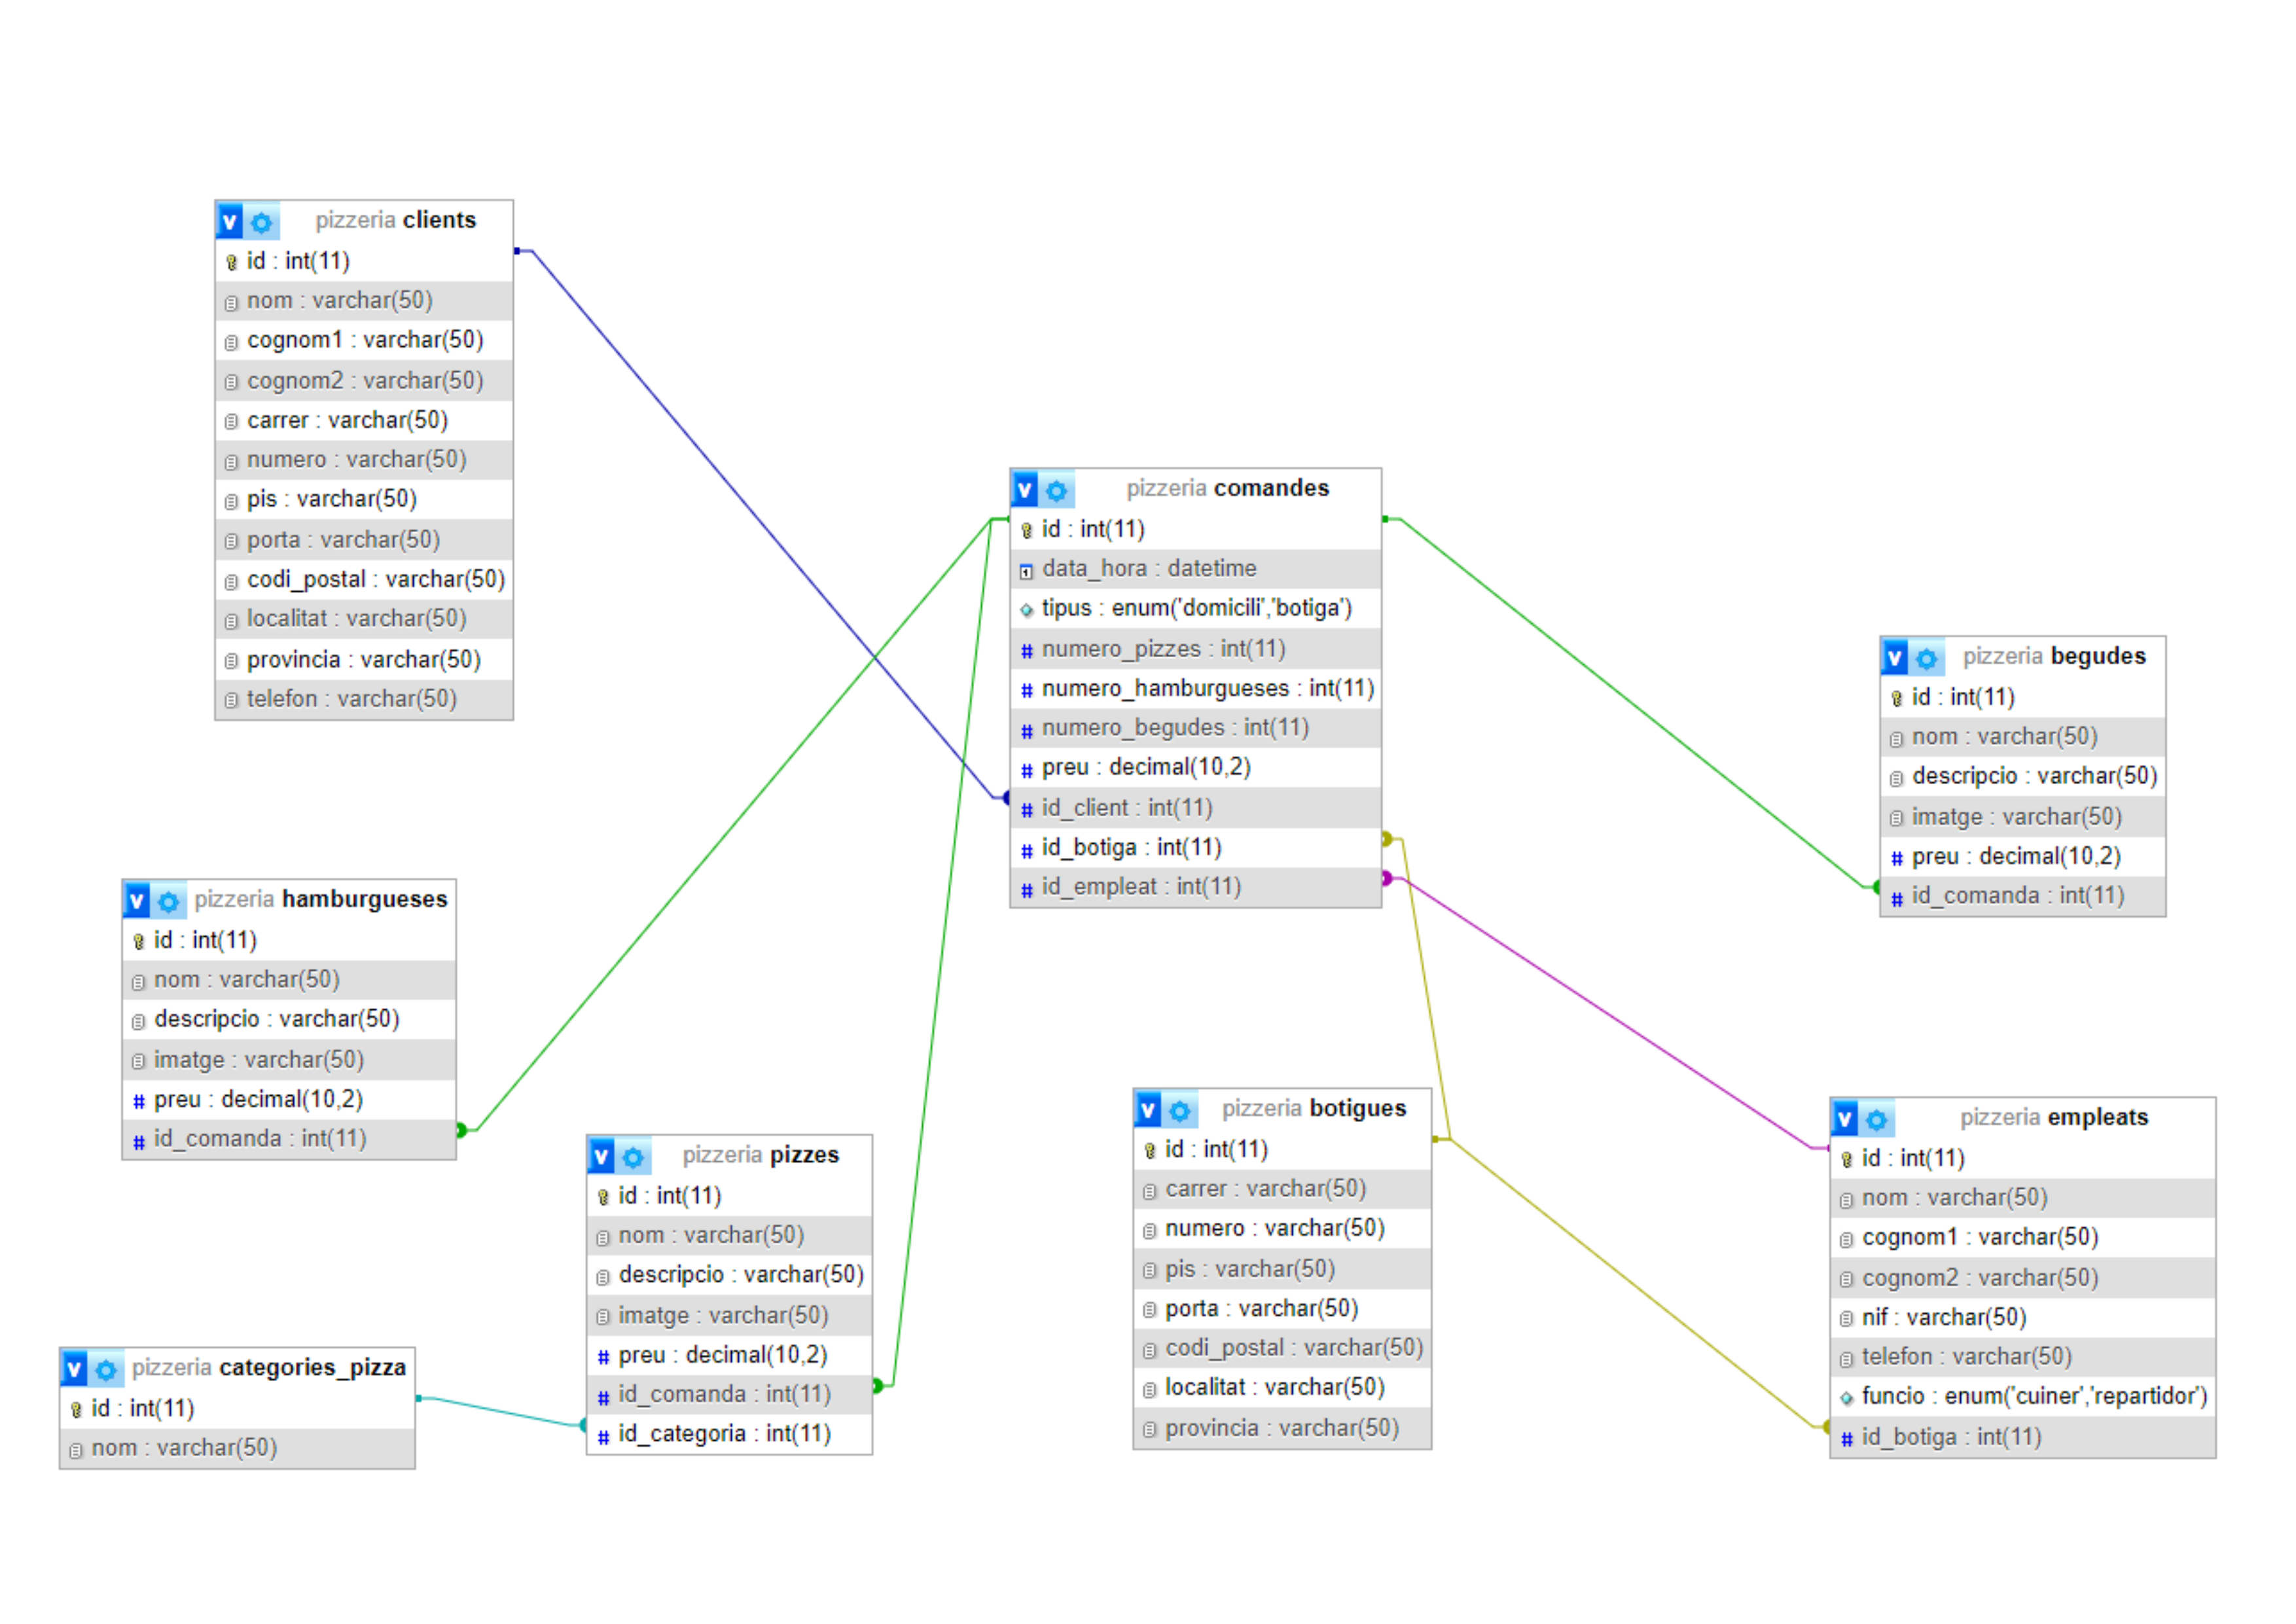 pizzeria clients
id : int(11)
nom : varchar(50)
cognom1 : varchar(50)
cognom2 : varchar(50)
carrer : varchar(50)
numero : varchar(50)
pis : varchar(50)
porta : varchar(50)
codi_postal : varchar(50)
localitat : varchar(50)
provincia : varchar(50)
telefon : varchar(50)
pizzeria comandes
id : int(11)
data_hora : datetime
tipus : enum('domicili','botiga')
numero_pizzes : int(11)
numero_hamburgueses : int(11)
numero_begudes : int(11)
preu : decimal(10,2)
id_client : int(11)
id_botiga : int(11)
id_empleat : int(11)
pizzeria begudes
id : int(11)
nom : varchar(50)
descripcio : varchar(50)
imatge : varchar(50)
preu : decimal(10,2)
id_comanda : int(11)
pizzeria hamburgueses
id : int(11)
nom : varchar(50)
descripcio : varchar(50)
imatge : varchar(50)
preu : decimal(10,2)
id_comanda : int(11)
pizzeria pizzes
id : int(11)
nom : varchar(50)
descripcio : varchar(50)
imatge : varchar(50)
preu : decimal(10,2)
id_comanda : int(11)
id_categoria : int(11)
pizzeria categories_pizza
id : int(11)
nom : varchar(50)
pizzeria botigues
id : int(11)
carrer : varchar(50)
numero : varchar(50)
pis : varchar(50)
porta : varchar(50)
codi_postal : varchar(50)
localitat : varchar(50)
provincia : varchar(50)
pizzeria empleats
id : int(11)
nom : varchar(50)
cognom1 : varchar(50)
cognom2 : varchar(50)
nif : varchar(50)
telefon : varchar(50)
funcio : enum('cuiner','repartidor')
id_botiga : int(11)